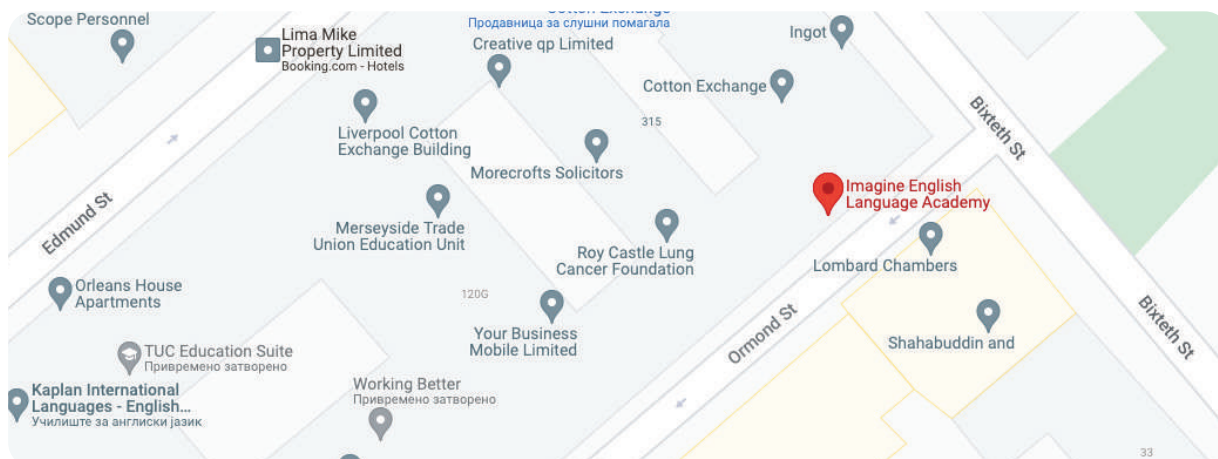 Scope Personnel
Lima Mike
Property Limited
Booking.com - Hotels
Cotton Exchange
Продавница за слушни помагала
Creative qp Limited
Ingot
Cotton Exchange
315
Bixteth St
Liverpool Cotton
Exchange Building
Morecrofts Solicitors
Imagine English
Language Academy
Edmund St
Merseyside Trade
Union Education Unit
Roy Castle Lung
Cancer Foundation
Lombard Chambers
Orleans House
Apartments
120G
Your Business
Mobile Limited
Ormond St
Shahabuddin and
Bixteth St
TUC Education Suite
Привремено затворено
Working Better
Привремено затворено
Kaplan International
Languages - English...
Училиште за англиски јазик
33